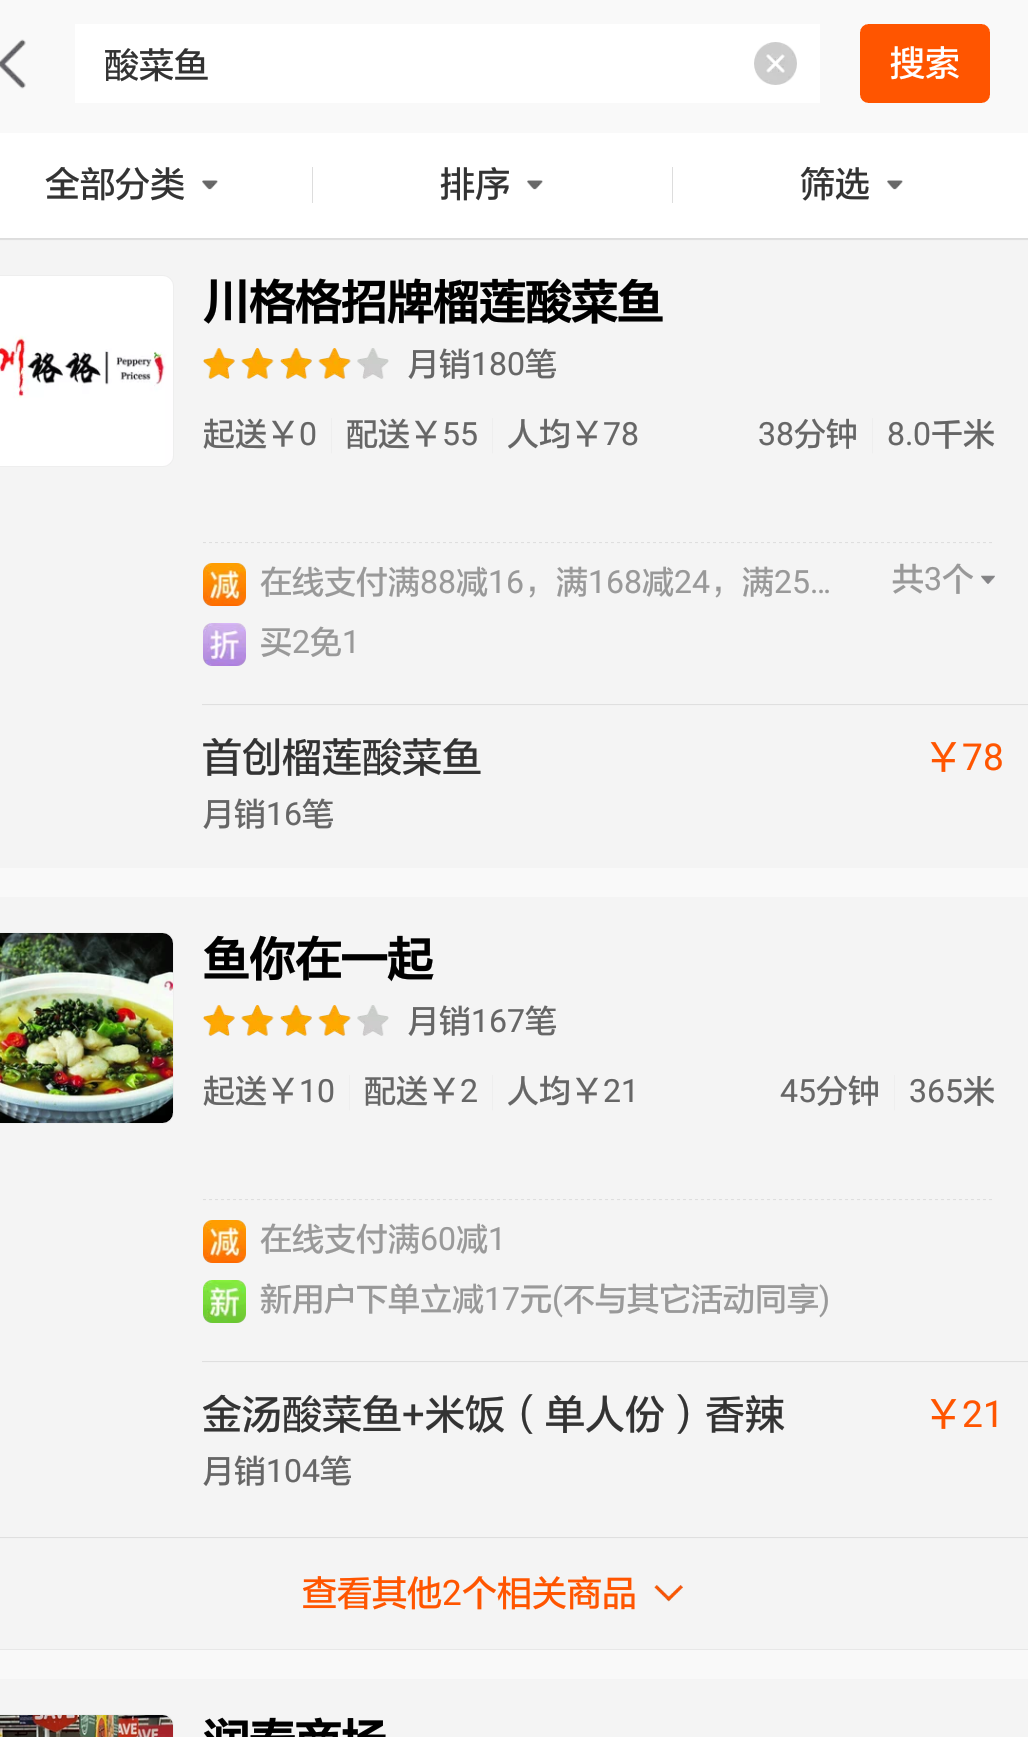 酸菜鱼
搜索
全部分类 排序 筛选
川格格招牌榴莲酸菜鱼
川格格 Peppery Pricess
月销180笔
起送￥0 配送￥55 人均￥78 38分钟 8.0千米
减 在线支付满88减16，满168减24，满25... 共3个
折 买2免1
首创榴莲酸菜鱼 ￥78
月销16笔
鱼你在一起
月销167笔
起送￥10 配送￥2 人均￥21 45分钟 365米
减 在线支付满60减1
新 新用户下单立减17元(不与其它活动同享)
金汤酸菜鱼+米饭（单人份）香辣 ￥21
月销104笔
查看其他2个相关商品
润泰商场